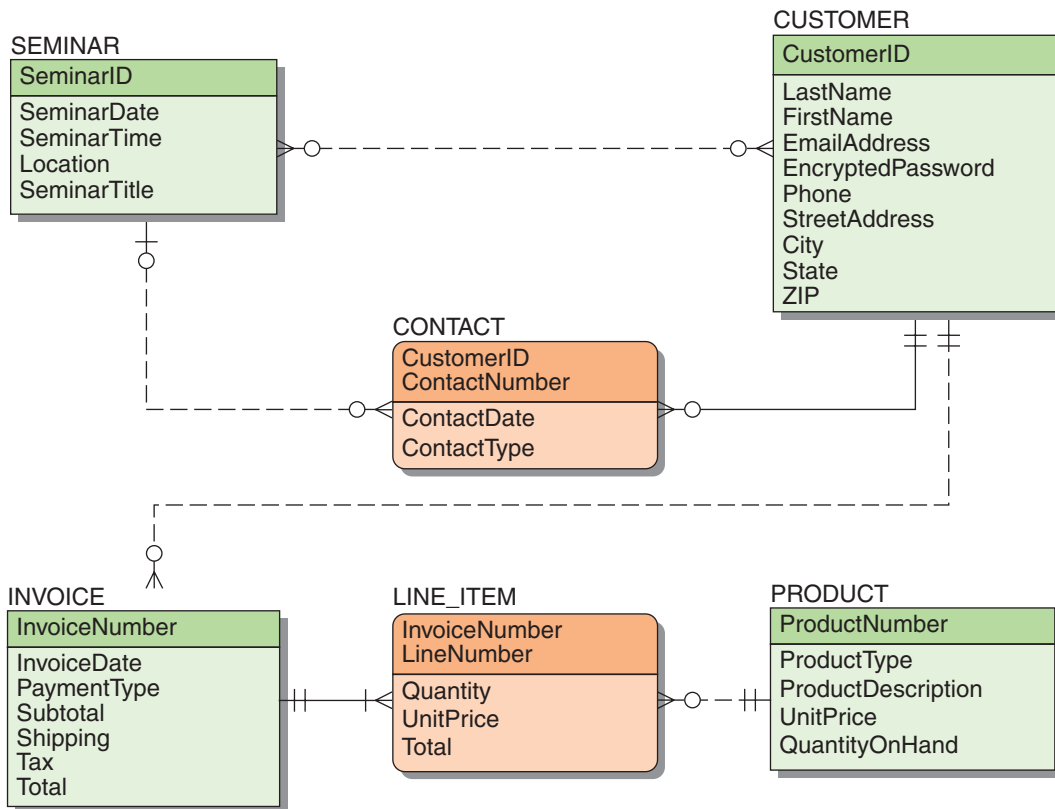 SEMINAR
SeminarID
SeminarDate
SeminarTime
Location
SeminarTitle
CUSTOMER
CustomerID
LastName
FirstName
EmailAddress
EncryptedPassword
Phone
StreetAddress
City
State
ZIP
CONTACT
CustomerID
ContactNumber
ContactDate
ContactType
INVOICE
InvoiceNumber
InvoiceDate
PaymentType
Subtotal
Shipping
Tax
Total
LINE_ITEM
InvoiceNumber
LineNumber
Quantity
UnitPrice
Total
PRODUCT
ProductNumber
ProductType
ProductDescription
UnitPrice
QuantityOnHand